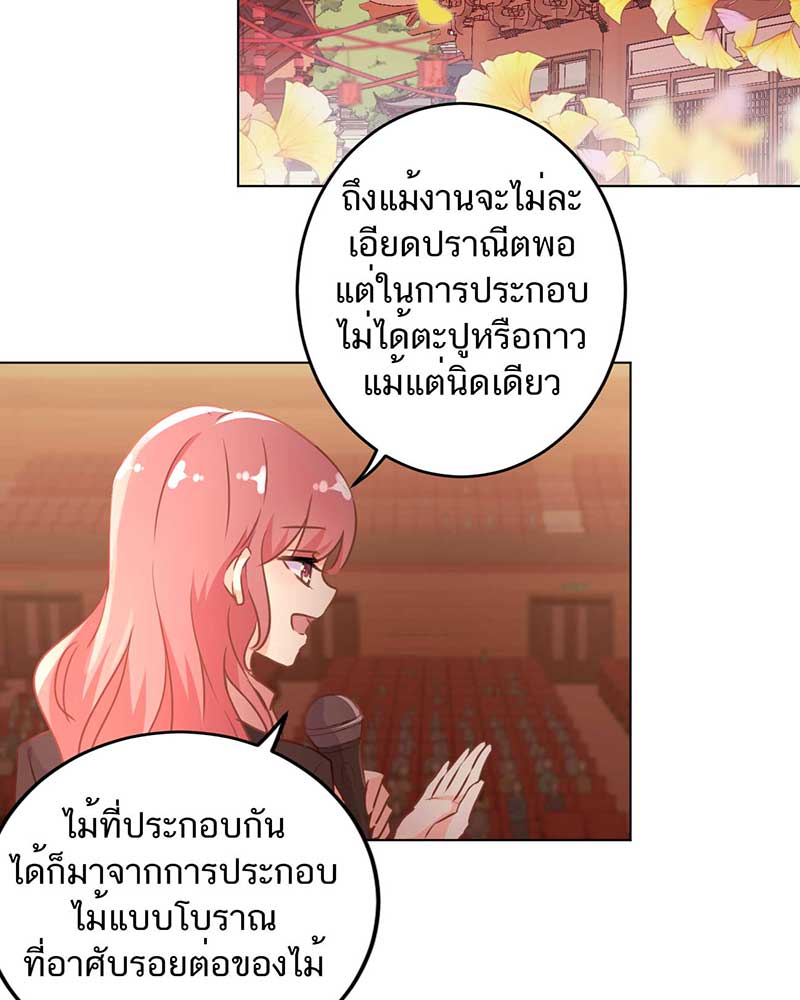 ถึงแม้งานจะไม่ละ
เอียดปราณีตพอ
แต่ในการประกอบ
ไม่ได้ตะปูหรือกาว
แม้แต่นิดเดียว
ไม้ที่ประกอบกัน
ได้ก็มาจากการประกอบ
ไม้แบบโบราณ
ที่อาศับรอยต่อของไม้